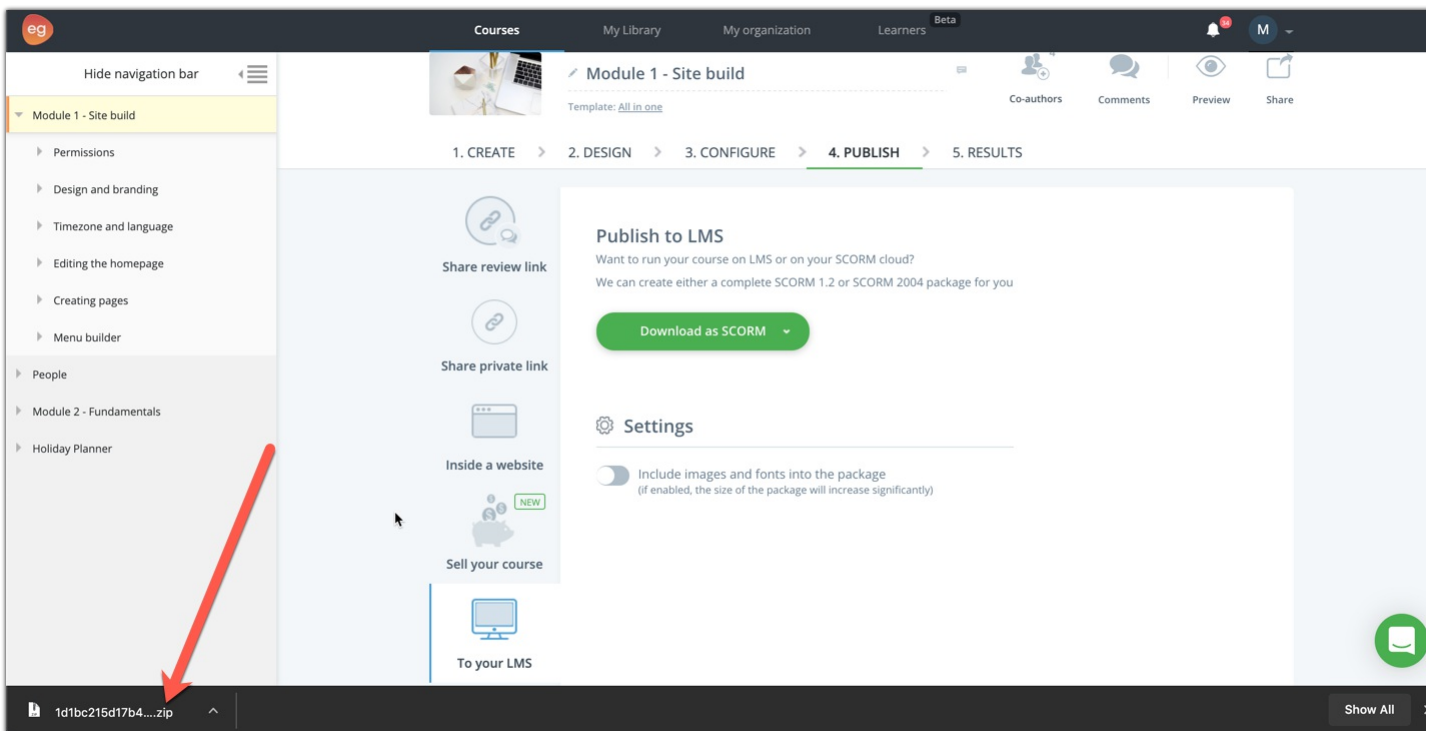 eg
Courses
My Library
My organization
Learners
Beta
34
M
Hide navigation bar
Module 1 - Site build
Permissions
Design and branding
Timezone and language
Editing the homepage
Creating pages
Menu builder
People
Module 2 - Fundamentals
Holiday Planner
Module 1 - Site build
Template: All in one
4
Co-authors
Comments
Preview
Share
1. CREATE > 2. DESIGN > 3. CONFIGURE > 4. PUBLISH > 5. RESULTS
Share review link
Share private link
Inside a website
NEW
Sell your course
To your LMS
Publish to LMS
Want to run your course on LMS or on your SCORM cloud?
We can create either a complete SCORM 1.2 or SCORM 2004 package for you
Download as SCORM
Settings
Include images and fonts into the package
(if enabled, the size of the package will increase significantly)
1d1bc215d17b4....zip
Show All